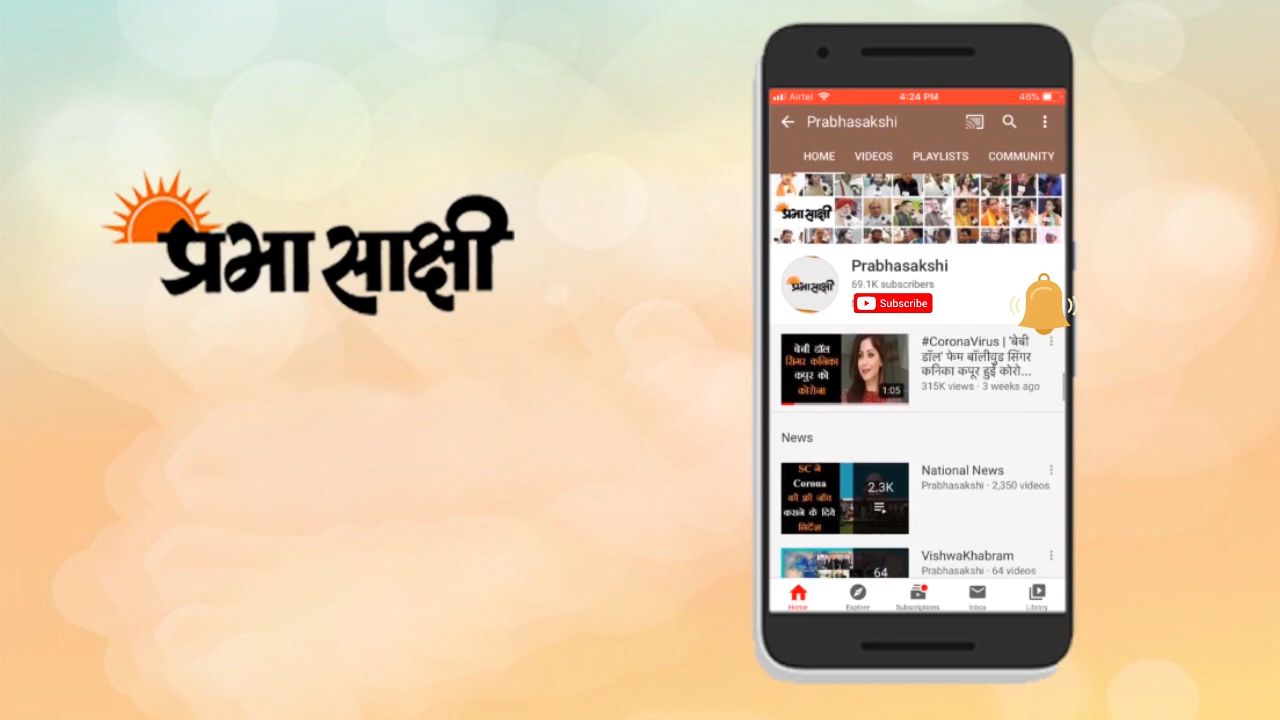 प्रभासाक्षी
Airtel 4:24 PM 46%
Prabhasakshi
HOME VIDEOS PLAYLISTS COMMUNITY
प्रभासाक्षी
Prabhasakshi
69.1K subscribers
प्रभासाक्षी
Subscribe
बेबी डॉल
सिंगर कनिका
कपूर को
कोरोना
1:05
#CoronaVirus | 'बेबी
डॉल' फेम बॉलीवुड सिंगर
कनिका कपूर हुईं कोरो...
315K views · 3 weeks ago
News
SC ने
Corona
की फ्री जाँच
कराने के दिये
निर्देश
2.3K
National News
Prabhasakshi · 2,350 videos
64
VishwaKhabram
Prabhasakshi · 64 videos
Home Explore Subscriptions Inbox Library